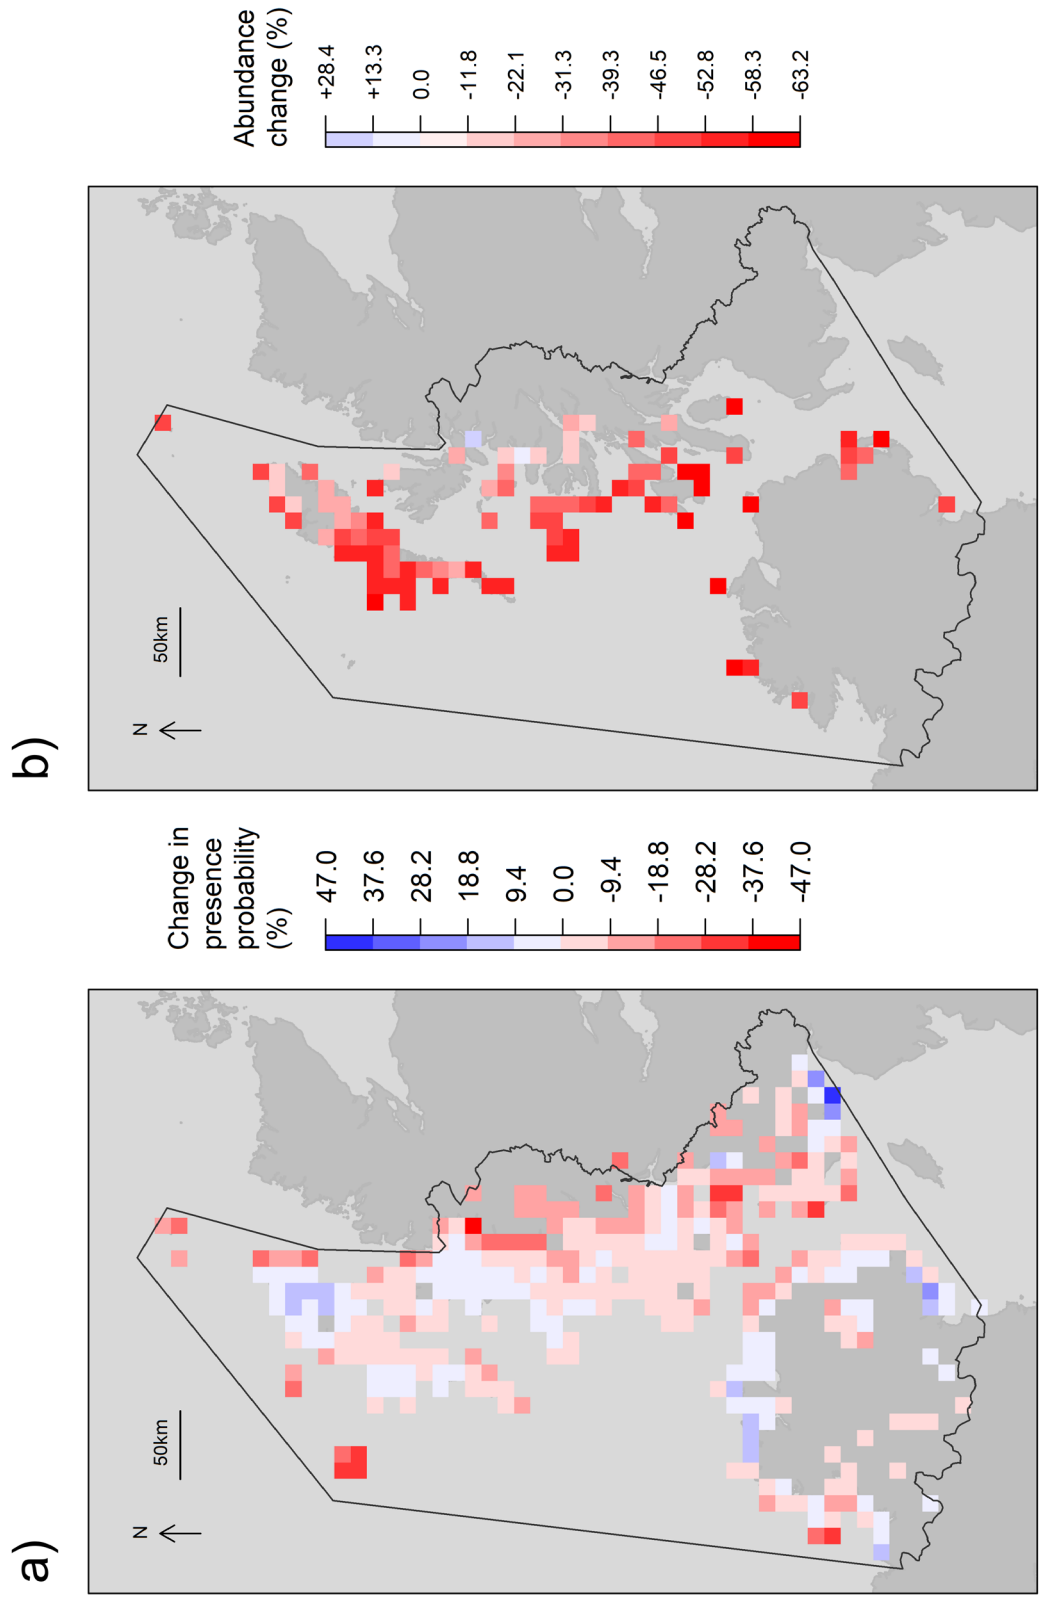 a)
N
50km
Change in
presence
probability
(%)
47.0
37.6
28.2
18.8
9.4
0.0
-9.4
-18.8
-28.2
-37.6
-47.0
b)
N
50km
Abundance
change (%)
+28.4
+13.3
0.0
-11.8
-22.1
-31.3
-39.3
-46.5
-52.8
-58.3
-63.2